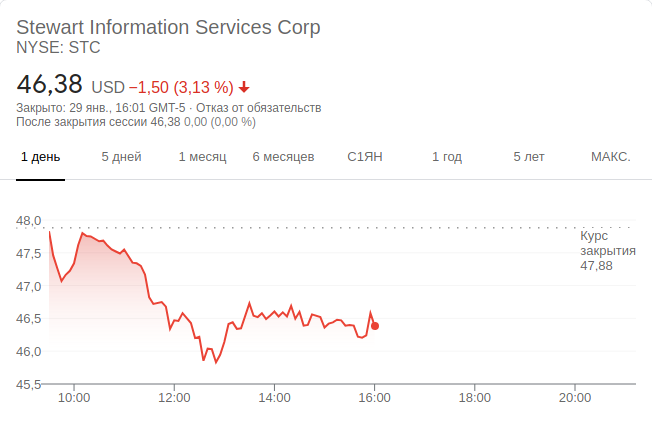 Stewart Information Services Corp
NYSE: STC
46,38 USD −1,50 (3,13 %)
Закрыто: 29 янв., 16:01 GMT-5 · Отказ от обязательств
После закрытия сессии 46,38 0,00 (0,00 %)
1 день 5 дней 1 месяц 6 месяцев С1ЯН 1 год 5 лет МАКС.
48,0
Курс
закрытия
47,88
47,5
47,0
46,5
46,0
45,5
10:00 12:00 14:00 16:00 18:00 20:00